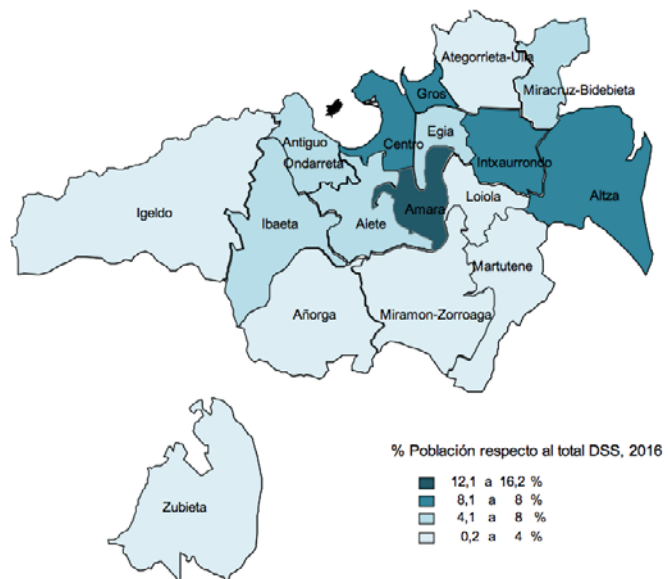 Ategorrieta-Ulia
Gros
Miracruz-Bidebieta
Antiguo
Ondarreta
Centro
Egia
Intxaurrondo
Igeldo
Ibaeta
Aiete
Amara
Loiola
Altza
Martutene
Añorga
Miramon-Zorroaga
Zubieta
% Población respecto al total DSS, 2016
12,1 a 16,2 %
8,1 a 8 %
4,1 a 8 %
0,2 a 4 %